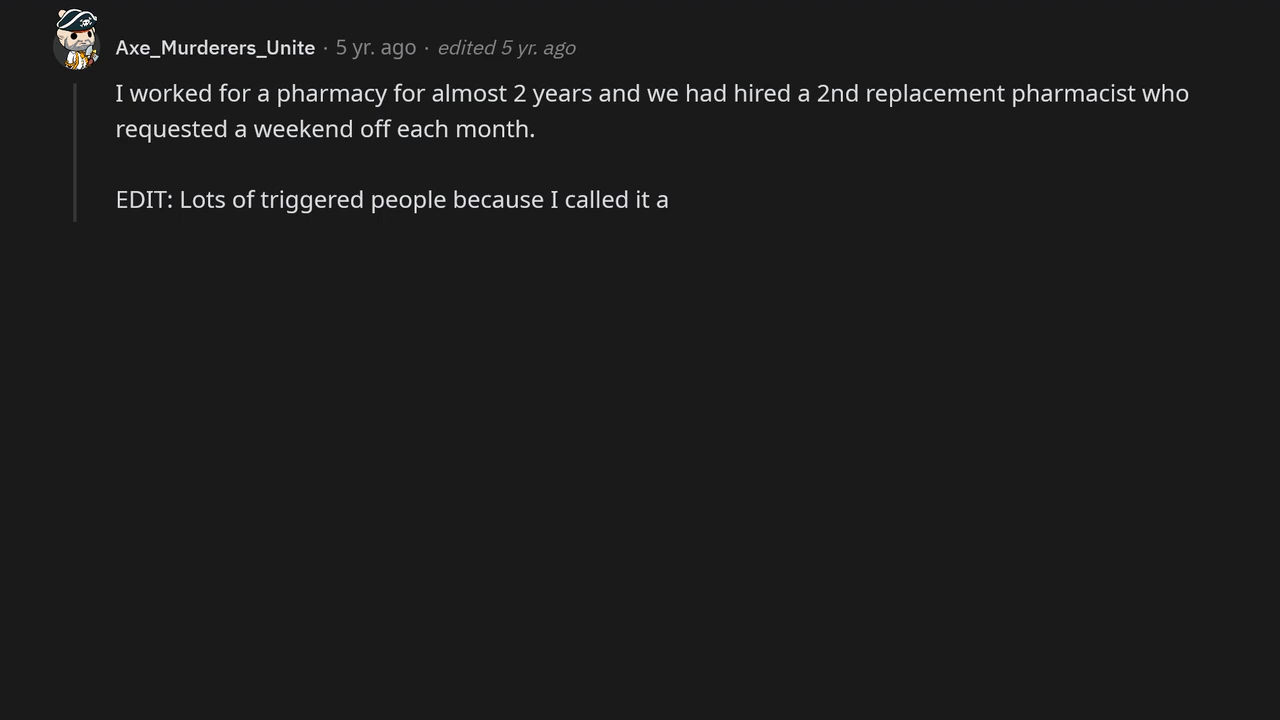 Axe_Murderers_Unite · 5 yr. ago · edited 5 yr. ago
I worked for a pharmacy for almost 2 years and we had hired a 2nd replacement pharmacist who
requested a weekend off each month.
EDIT: Lots of triggered people because I called it a